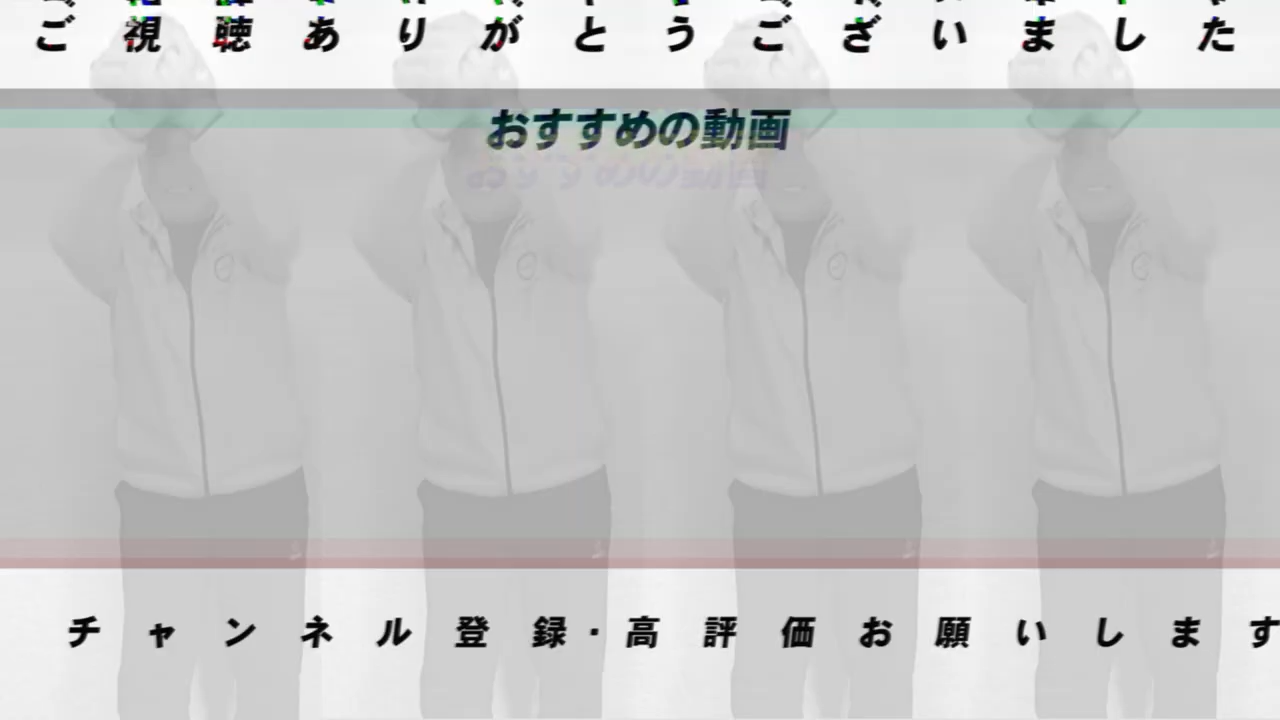 ご視聴ありがとうございました
おすすめの動画
チャンネル登録・高評価お願いします